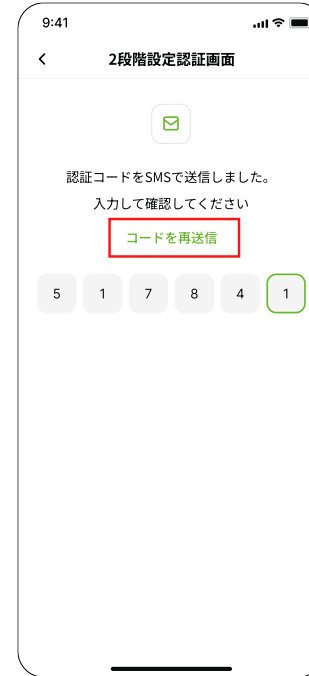 9:41
2段階設定認証画面
認証コードをSMSで送信しました。
入力して確認してください
コードを再送信
5 1 7 8 4 1